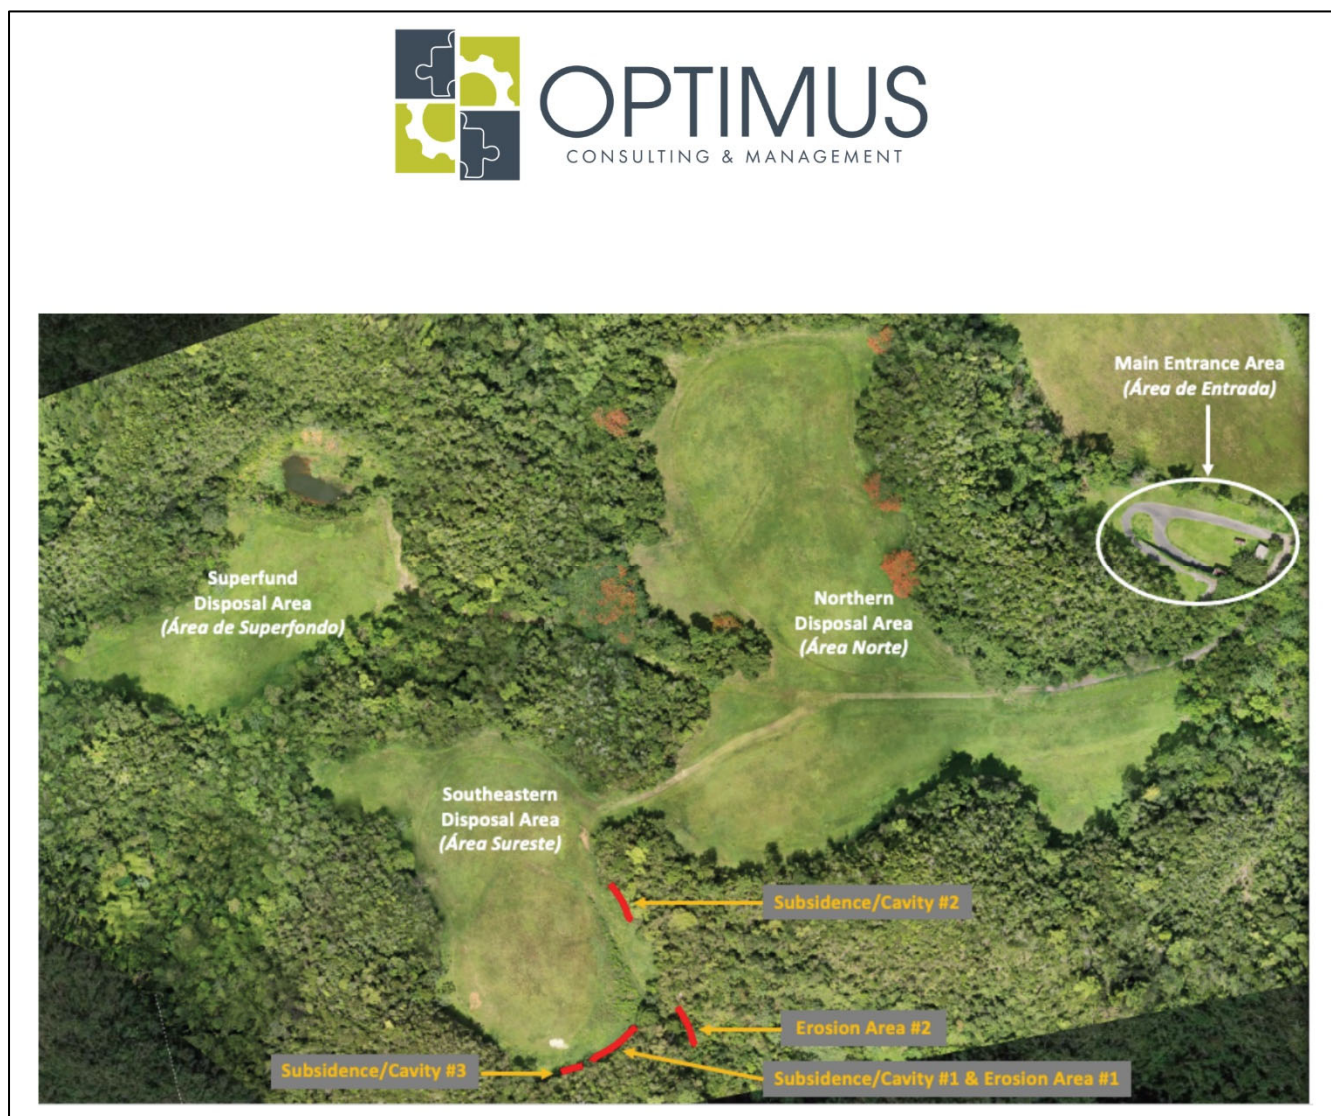 OPTIMUS
CONSULTING & MANAGEMENT
Main Entrance Area
(Área de Entrada)
Superfund
Disposal Area
(Área de Superfondo)
Northern
Disposal Area
(Área Norte)
Southeastern
Disposal Area
(Área Sureste)
Subsidence/Cavity #2
Erosion Area #2
Subsidence/Cavity #3
Subsidence/Cavity #1 & Erosion Area #1